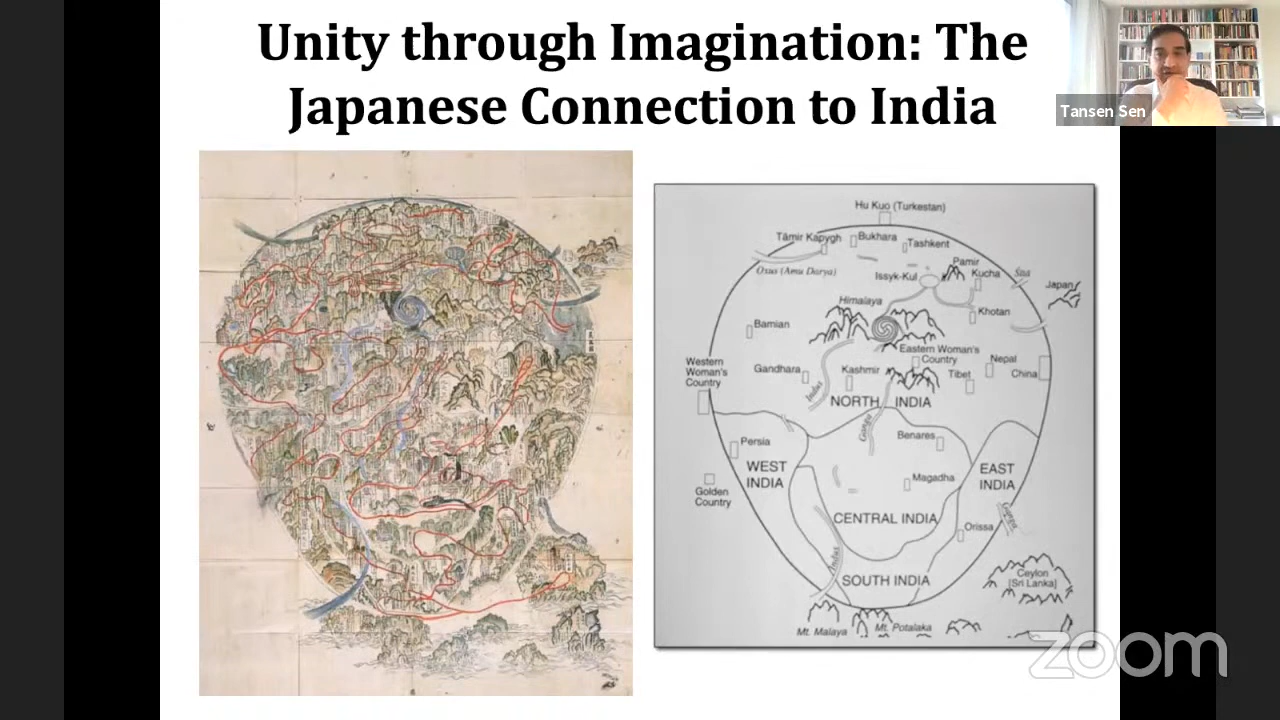 Unity through Imagination: The
Japanese Connection to India
Tansen Sen
Hu Kuo (Turkestan)
Tāmir Kapygh
Bukhara
Tashkent
Oxus (Amu Darya)
Pamir
Issyk-Kul
Kucha
Sita
Japan
Himalaya
Khotan
Bamian
Eastern Woman's
Country
Nepal
Western
Woman's
Country
Gandhara
Kashmir
Tibet
China
Indus
NORTH INDIA
Ganga
Benares
Persia
WEST
INDIA
EAST
INDIA
Golden
Country
Magadha
CENTRAL INDIA
Orissa
Ganga
Indus
Ceylon
[Sri Lanka]
SOUTH INDIA
Mt. Malaya
Mt. Potalaka
zoom